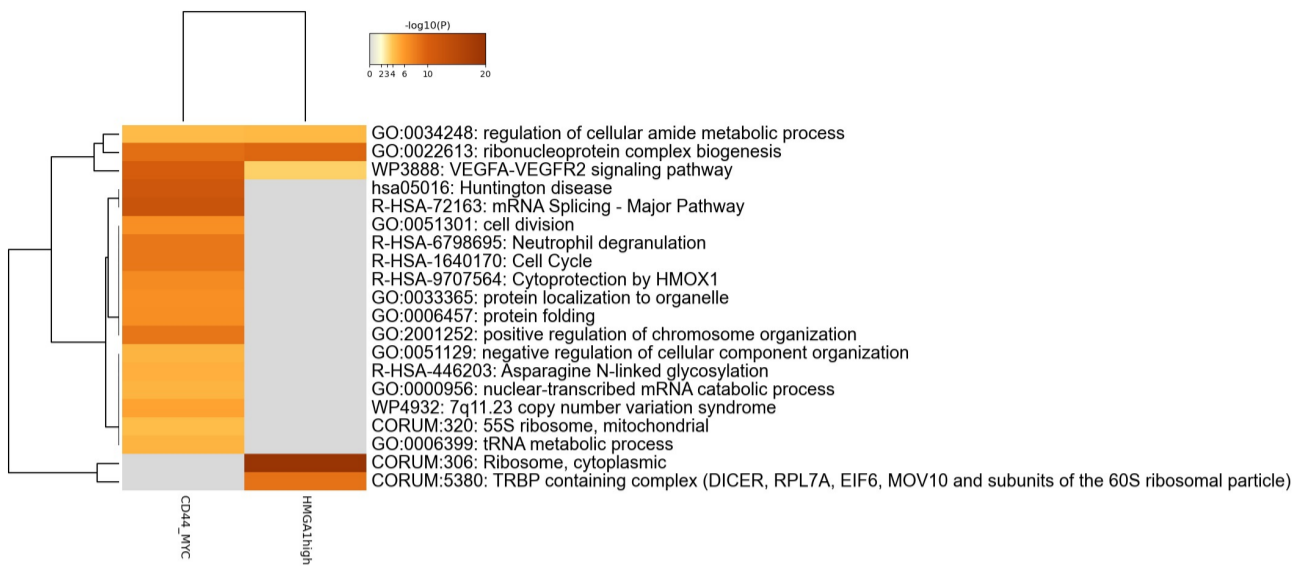 -log10(P)
0 2 3 4 6 10 20
GO:0034248: regulation of cellular amide metabolic process
GO:0022613: ribonucleoprotein complex biogenesis
WP3888: VEGFA-VEGFR2 signaling pathway
hsa05016: Huntington disease
R-HSA-72163: mRNA Splicing - Major Pathway
GO:0051301: cell division
R-HSA-6798695: Neutrophil degranulation
R-HSA-1640170: Cell Cycle
R-HSA-9707564: Cytoprotection by HMOX1
GO:0033365: protein localization to organelle
GO:0006457: protein folding
GO:2001252: positive regulation of chromosome organization
GO:0051129: negative regulation of cellular component organization
R-HSA-446203: Asparagine N-linked glycosylation
GO:0000956: nuclear-transcribed mRNA catabolic process
WP4932: 7q11.23 copy number variation syndrome
CORUM:320: 55S ribosome, mitochondrial
GO:0006399: tRNA metabolic process
CORUM:306: Ribosome, cytoplasmic
CORUM:5380: TRBP containing complex (DICER, RPL7A, EIF6, MOV10 and subunits of the 60S ribosomal particle)
CD44_MYC
HMGA1high